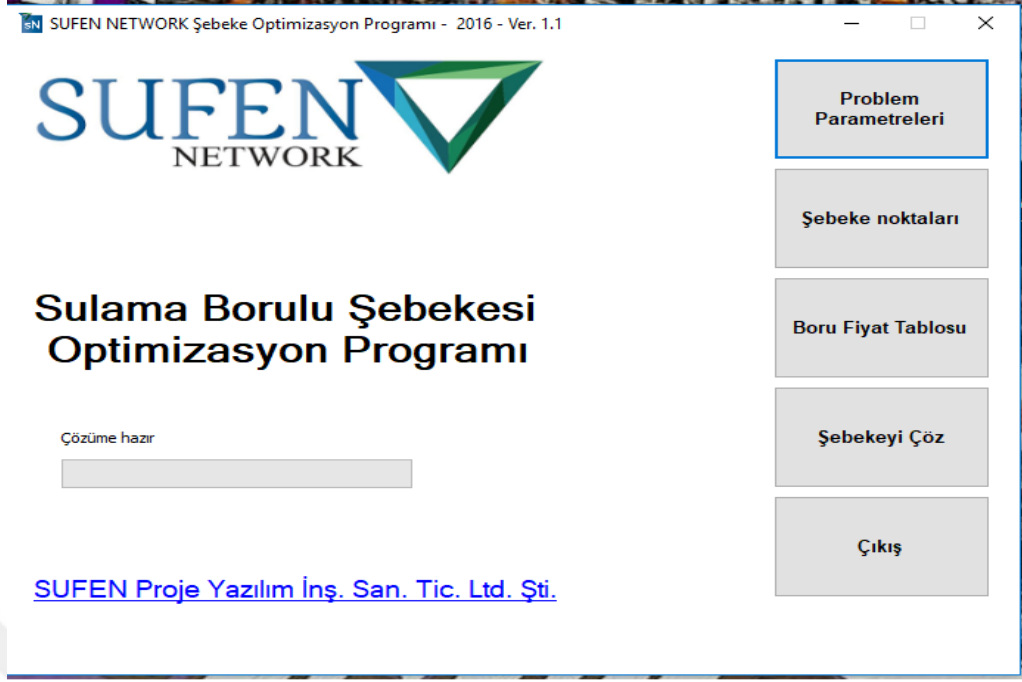 SN SUFEN NETWORK Şebeke Optimizasyon Programı - 2016 - Ver. 1.1
SUFEN
NETWORK
Problem
Parametreleri
Şebeke noktaları
Sulama Borulu Şebekesi
Optimizasyon Programı
Boru Fiyat Tablosu
Çözüme hazır
Şebekeyi Çöz
Çıkış
SUFEN Proje Yazılım İnş. San. Tic. Ltd. Şti.